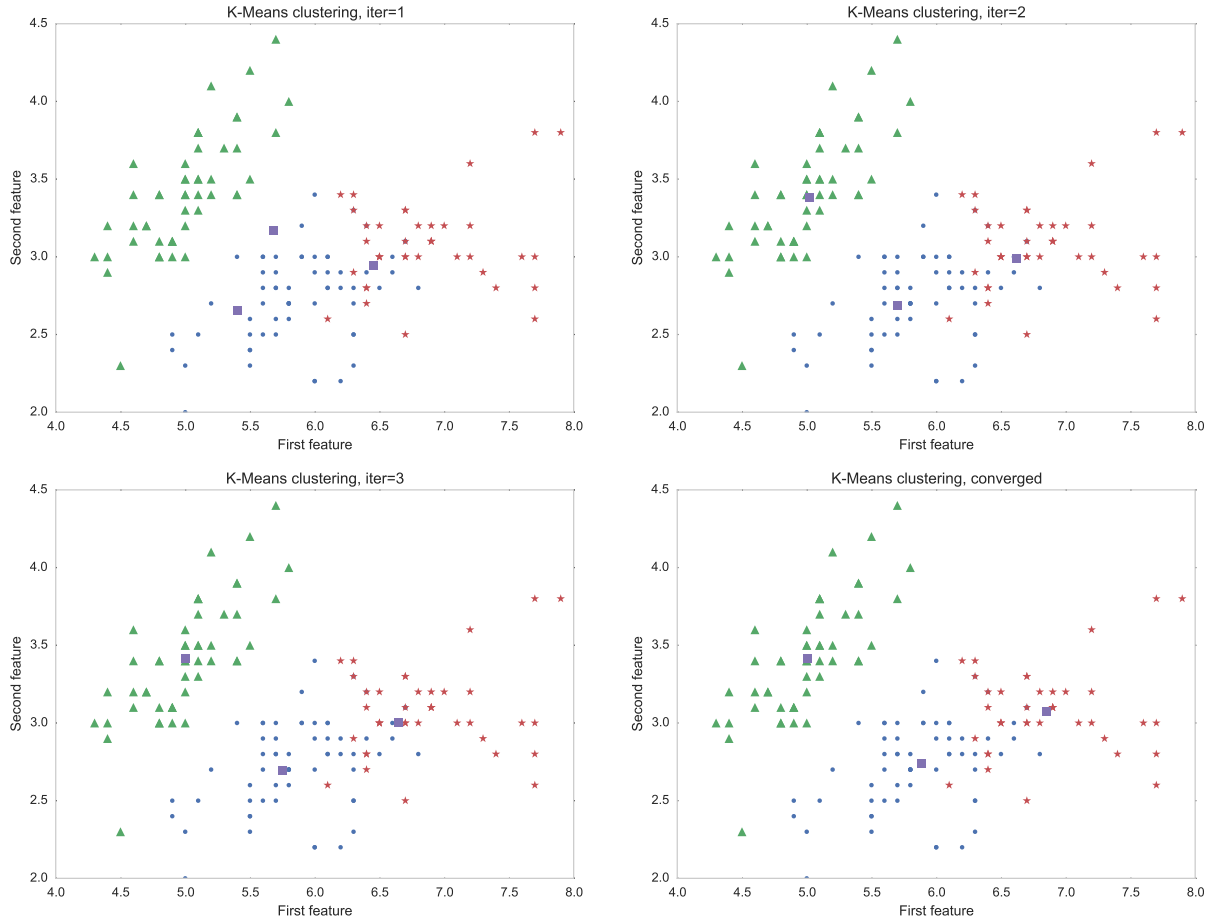 K-Means clustering, iter=1
4.5
4.0
3.5
3.0
2.5
2.0
Second feature
4.0 4.5 5.0 5.5 6.0 6.5 7.0 7.5 8.0
First feature
K-Means clustering, iter=2
4.5
4.0
3.5
3.0
2.5
2.0
Second feature
4.0 4.5 5.0 5.5 6.0 6.5 7.0 7.5 8.0
First feature
K-Means clustering, iter=3
4.5
4.0
3.5
3.0
2.5
2.0
Second feature
4.0 4.5 5.0 5.5 6.0 6.5 7.0 7.5 8.0
First feature
K-Means clustering, converged
4.5
4.0
3.5
3.0
2.5
2.0
Second feature
4.0 4.5 5.0 5.5 6.0 6.5 7.0 7.5 8.0
First feature